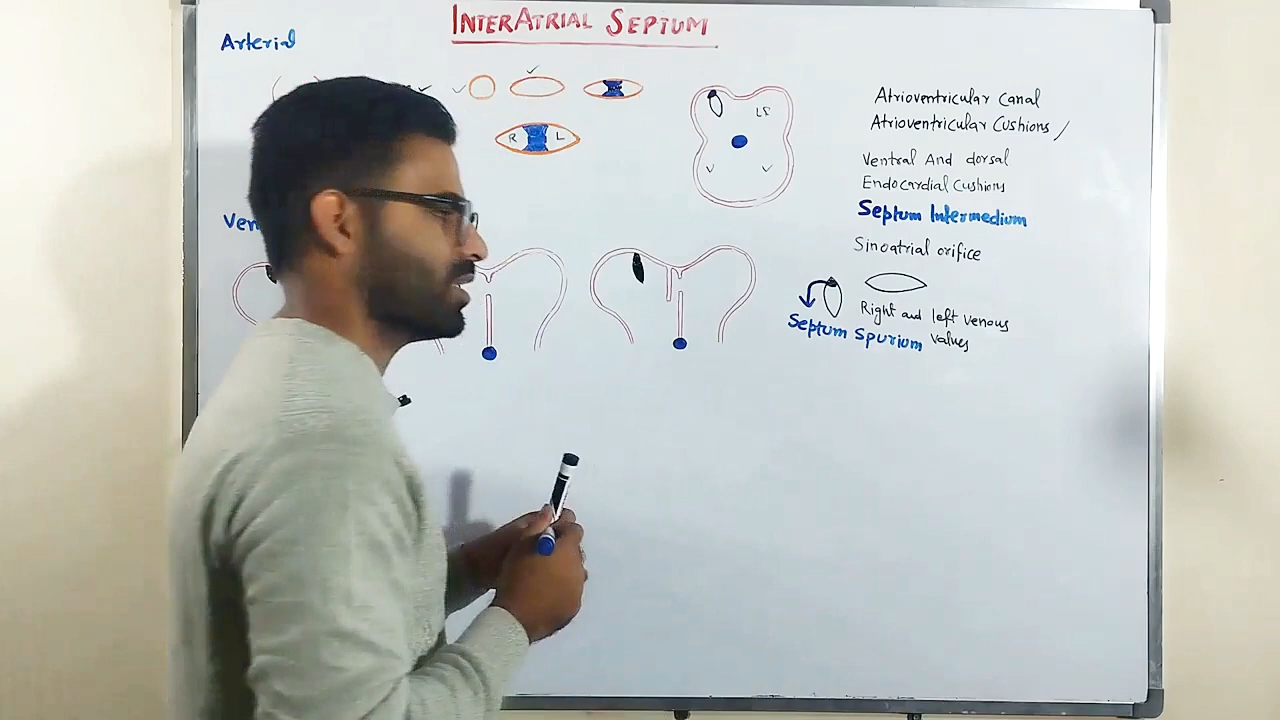 INTERATRIAL SEPTUM
Arterial
R L
Ven
Atrioventricular Canal
Atrioventricular Cushions /
Ventral And dorsal
Endocardial Cushions
Septum Intermedium
Sinoatrial orifice
Right and left venous
valves
Septum Spurium